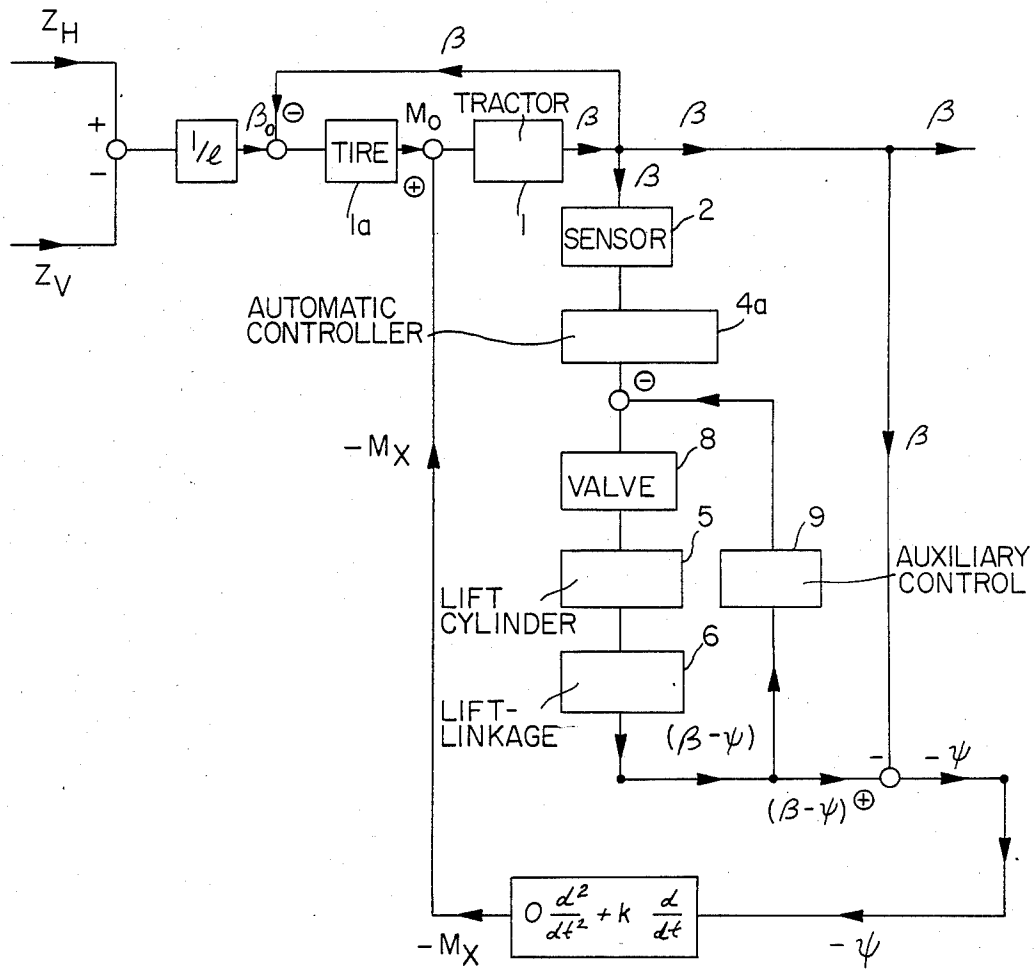 Z_H
β
+
-
1/ℓ
β₀
⊖
TIRE
1a
M₀
⊕
TRACTOR
1
β
β
β
β
Z_V
2
SENSOR
AUTOMATIC
CONTROLLER
4a
⊖
-M_X
8
VALVE
β
5
9
LIFT
CYLINDER
AUXILIARY
CONTROL
6
LIFT-
LINKAGE
(β-ψ)
-
-ψ
(β-ψ)
⊕
O d²/dt² + k d/dt
-M_X
-ψ